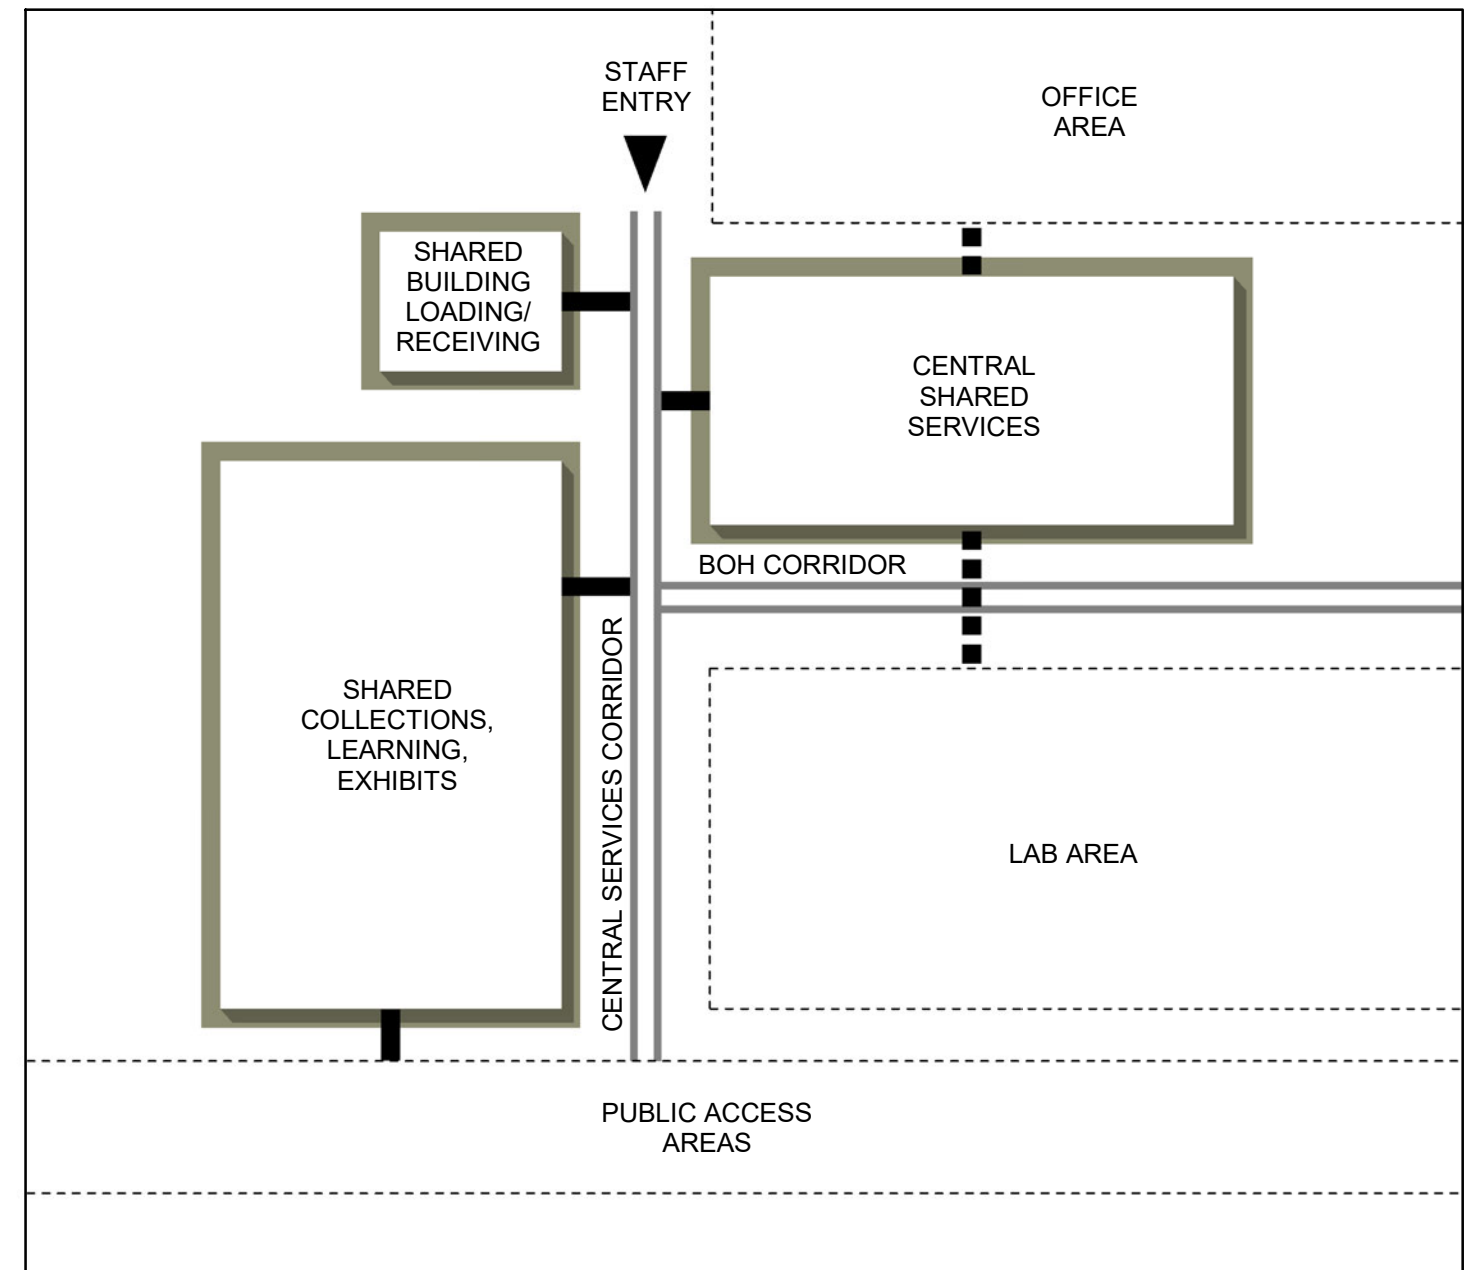 STAFF
ENTRY
OFFICE
AREA
SHARED
BUILDING
LOADING/
RECEIVING
CENTRAL
SHARED
SERVICES
BOH CORRIDOR
CENTRAL SERVICES CORRIDOR
SHARED
COLLECTIONS,
LEARNING,
EXHIBITS
LAB AREA
PUBLIC ACCESS
AREAS